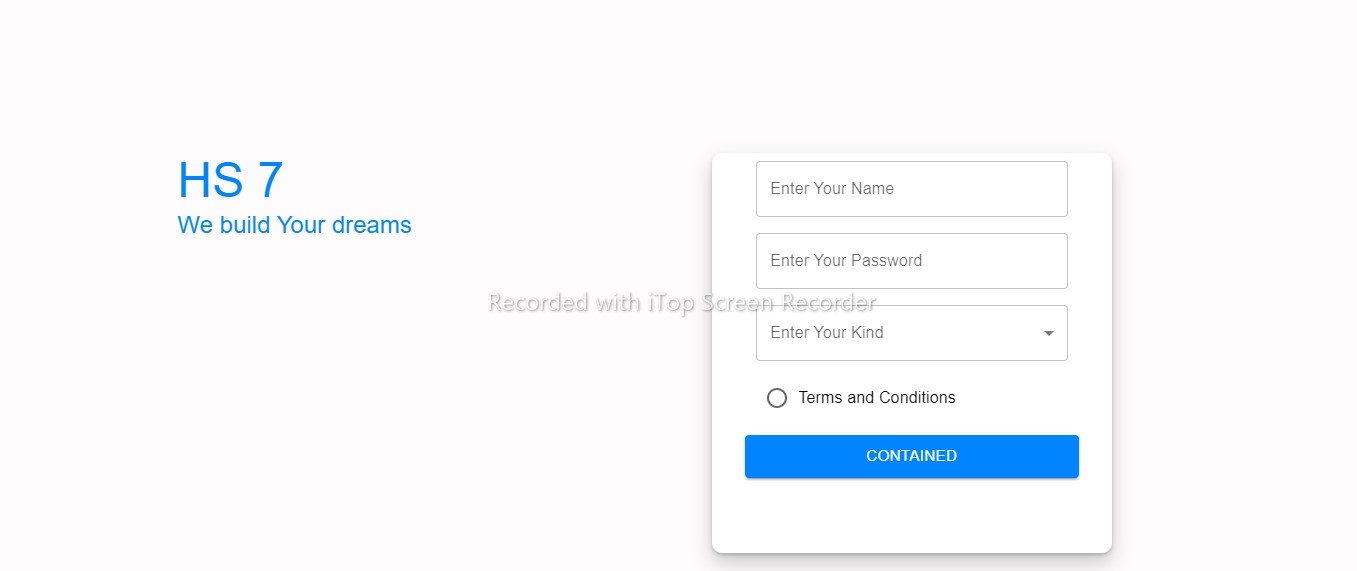 HS 7
We build Your dreams
Enter Your Name
Enter Your Password
Recorded with iTop Screen Recorder
Enter Your Kind
Terms and Conditions
CONTAINED